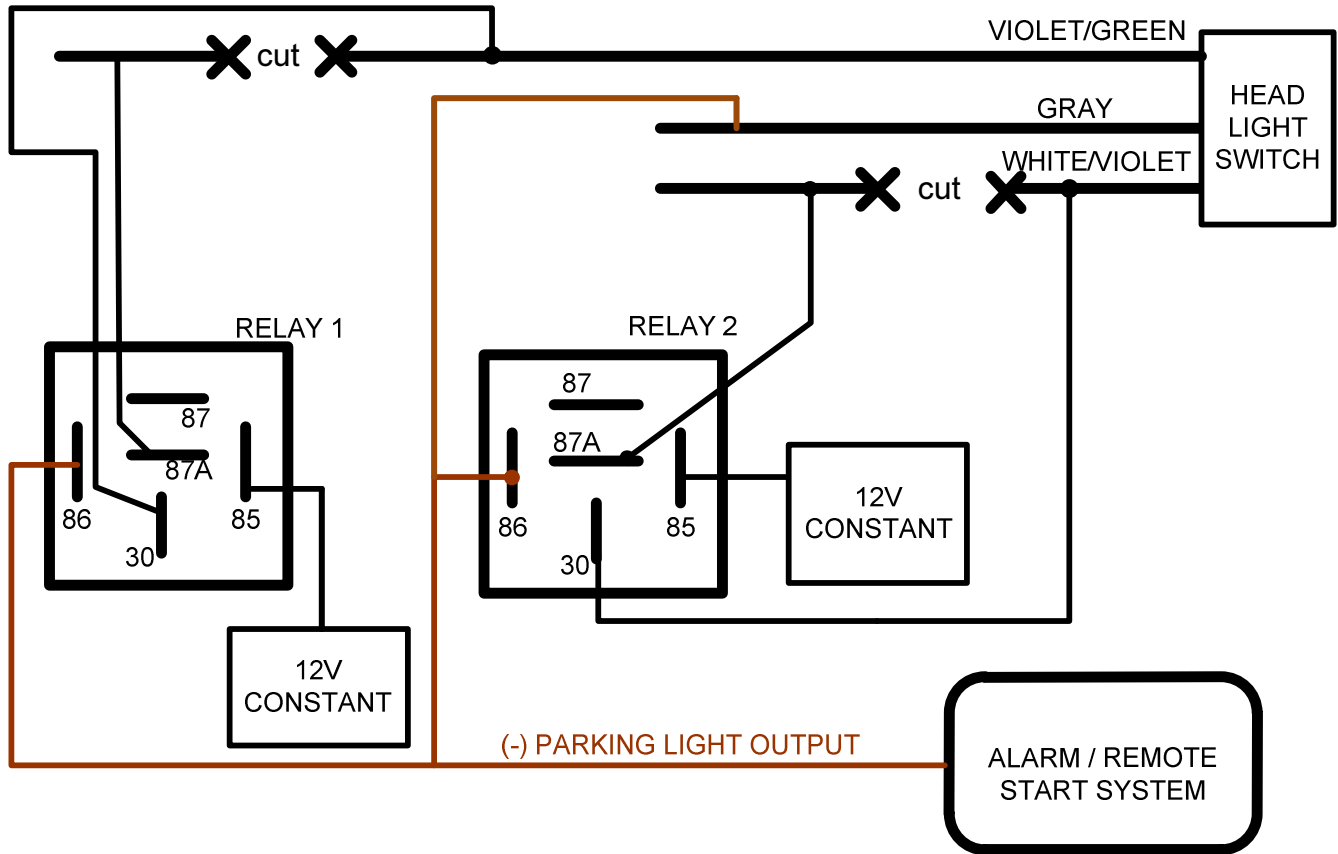 VIOLET/GREEN
cut
HEAD
LIGHT
SWITCH
GRAY
WHITE/VIOLET
cut
RELAY 1
87
87A
86
85
30
12V
CONSTANT
RELAY 2
87
87A
86
85
30
12V
CONSTANT
(-) PARKING LIGHT OUTPUT
ALARM / REMOTE
START SYSTEM